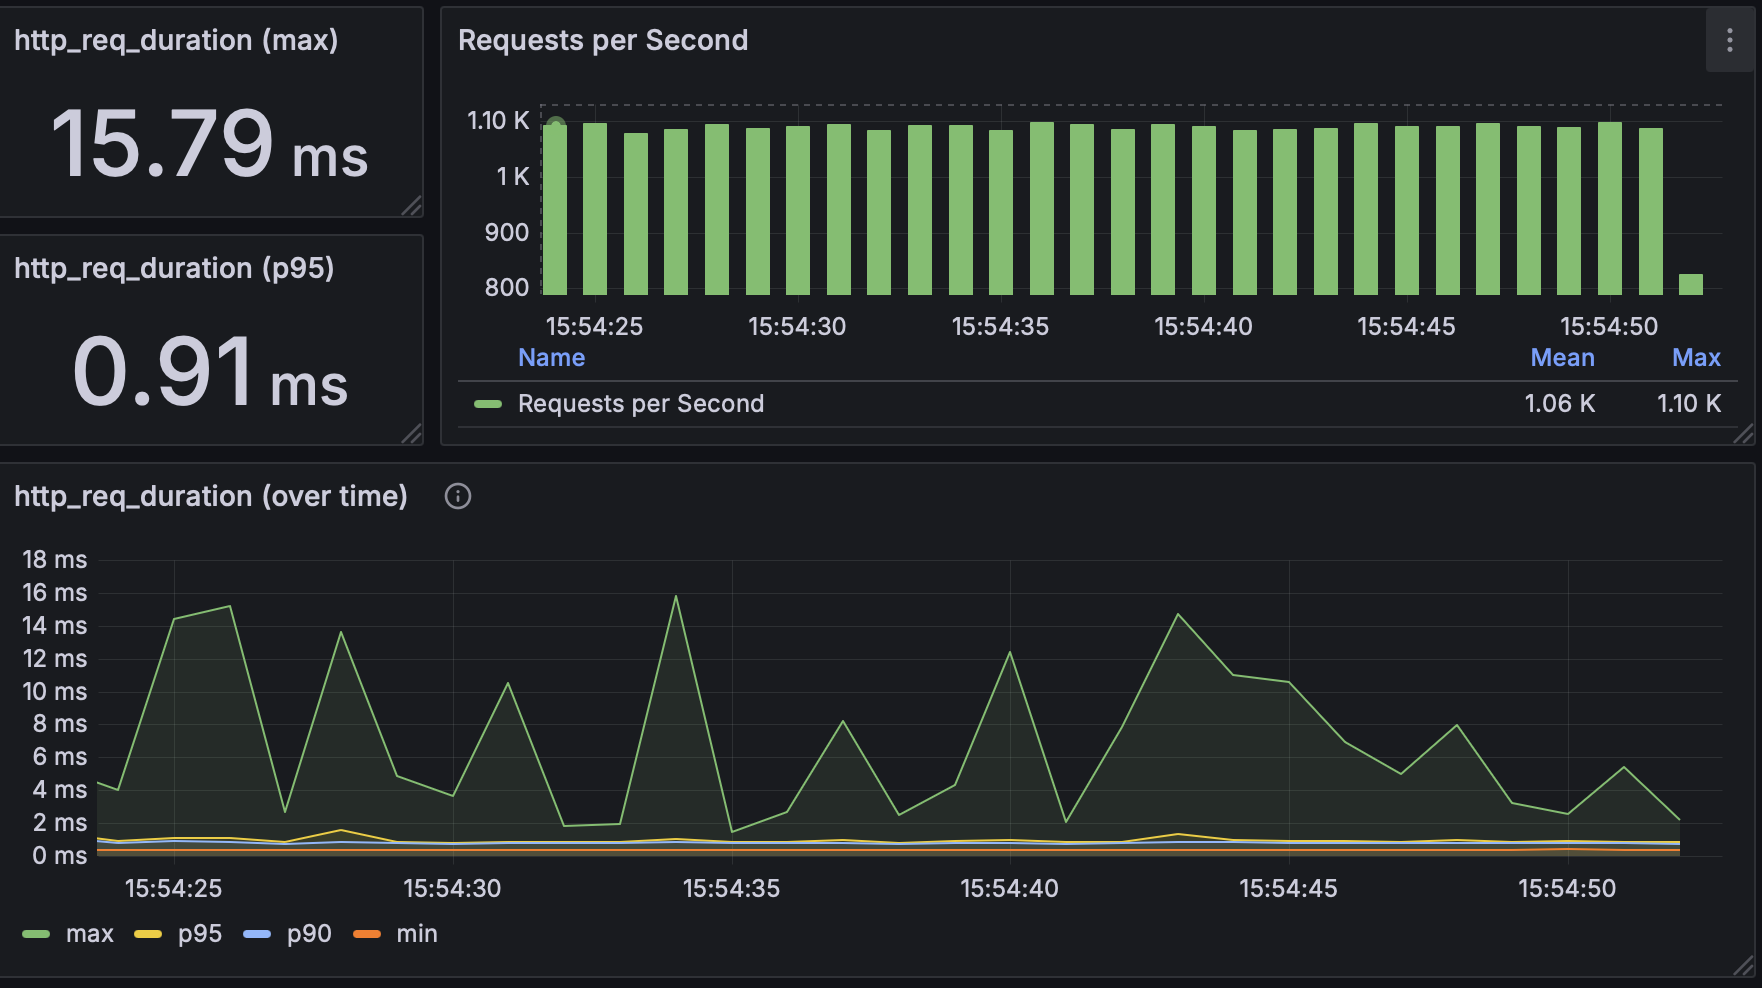 http_req_duration (max)
15.79 ms
http_req_duration (p95)
0.91 ms
Requests per Second
1.10 K
1 K
900
800
15:54:25 15:54:30 15:54:35 15:54:40 15:54:45 15:54:50
Name Mean Max
Requests per Second 1.06 K 1.10 K
http_req_duration (over time)
18 ms
16 ms
14 ms
12 ms
10 ms
8 ms
6 ms
4 ms
2 ms
0 ms
15:54:25 15:54:30 15:54:35 15:54:40 15:54:45 15:54:50
max p95 p90 min